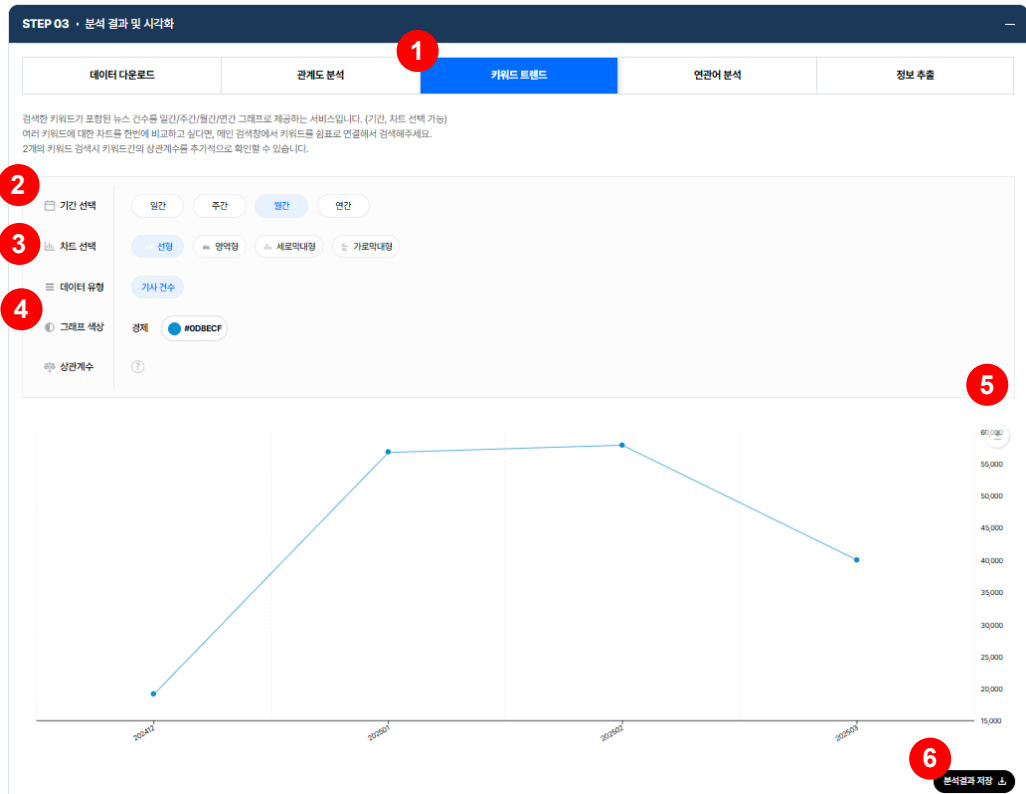 STEP 03 · 분석 결과 및 시각화
1
데이터 다운로드 관계도 분석 키워드 트렌드 연관어 분석 정보 추출
검색한 키워드가 포함된 뉴스 건수를 일간/주간/월간/연간 그래프로 제공하는 서비스입니다. (기간, 차트 선택 가능)
여러 키워드에 대한 차트를 한번에 비교하고 싶다면, 메인 검색창에서 키워드를 쉼표로 연결해서 검색해주세요.
2개의 키워드 검색시 키워드간의 상관계수를 추가적으로 확인할 수 있습니다.
2
기간 선택 일간 주간 월간 연간
3
차트 선택 선형 영역형 세로막대형 가로막대형
데이터 유형 기사 건수
4
그래프 색상 경제 #0D8ECF
상관계수 ?
5
60,000
55,000
50,000
45,000
40,000
35,000
30,000
25,000
20,000
15,000
202412 202501 202502 202503
6
분석결과 저장